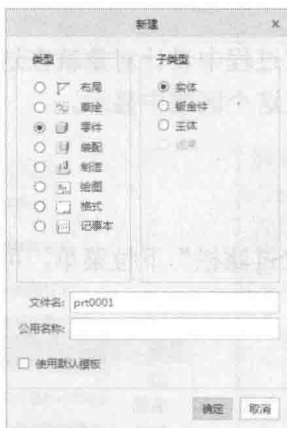 新建
类型
子类型
布局
草绘
零件
装配
制造
绘图
格式
记事本
实体
钣金件
主体
文件名: prt0001
公用名称:
使用默认模板
确定
取消